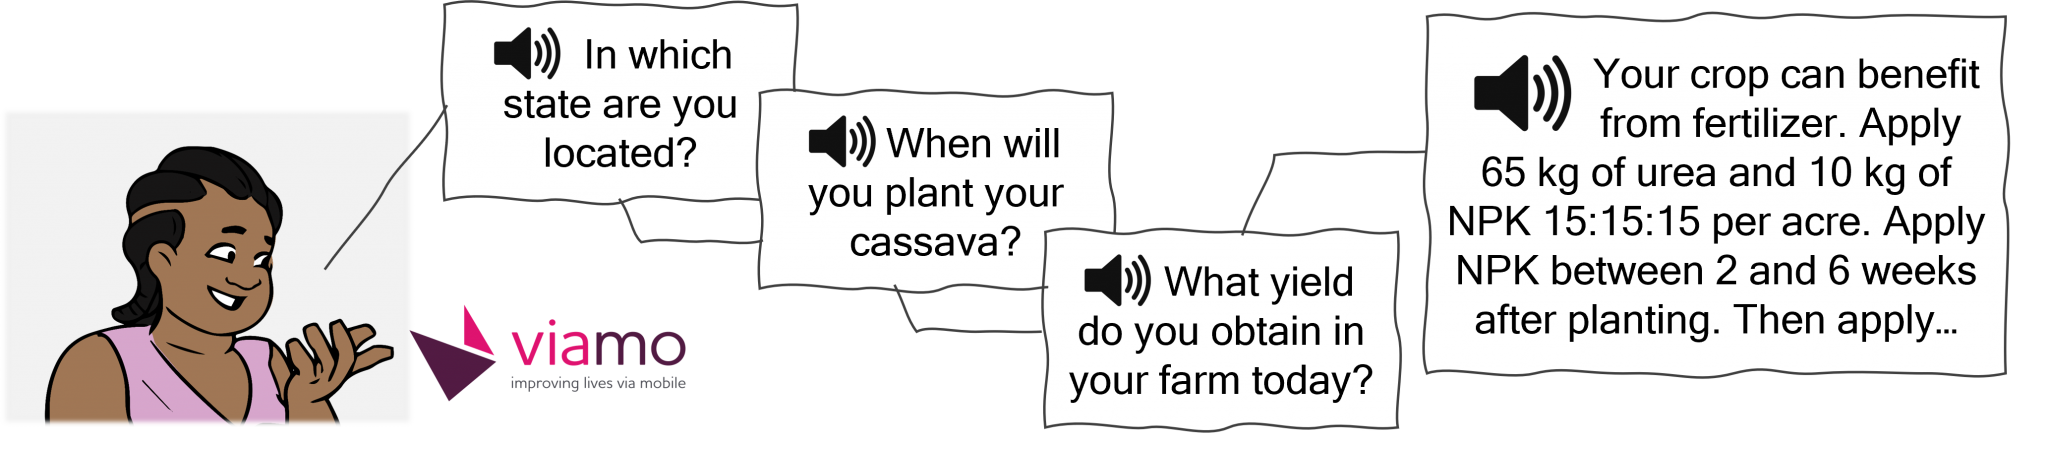 In which
state are you
located?
When will
you plant your
cassava?
What yield
do you obtain in
your farm today?
Your crop can benefit
from fertilizer. Apply
65 kg of urea and 10 kg of
NPK 15:15:15 per acre. Apply
NPK between 2 and 6 weeks
after planting. Then apply...
viamo
improving lives via mobile